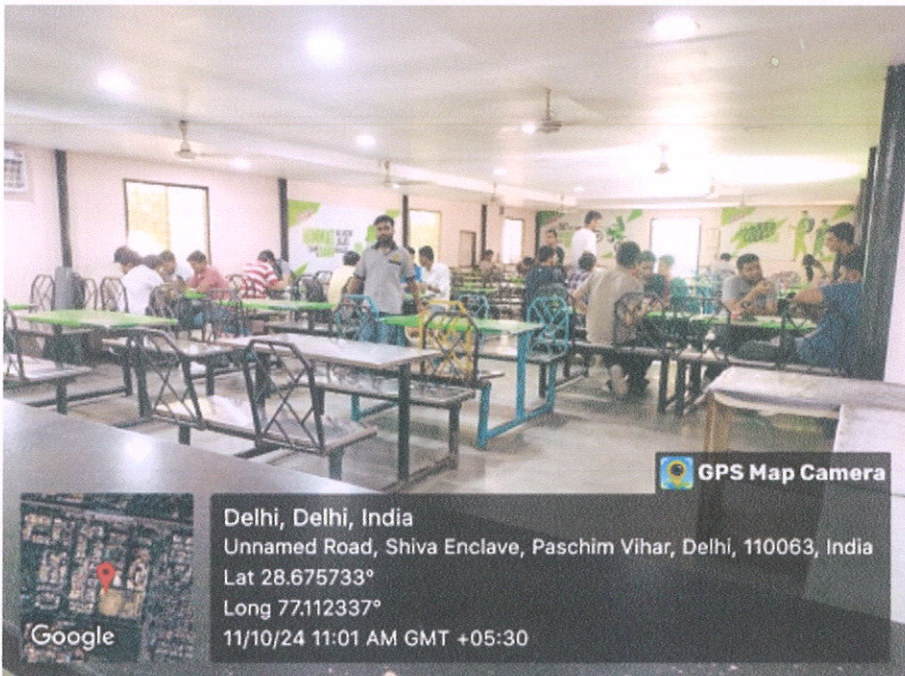 GPS Map Camera
Delhi, Delhi, India
Unnamed Road, Shiva Enclave, Paschim Vihar, Delhi, 110063, India
Lat 28.675733°
Long 77.112337°
11/10/24 11:01 AM GMT +05:30
Google